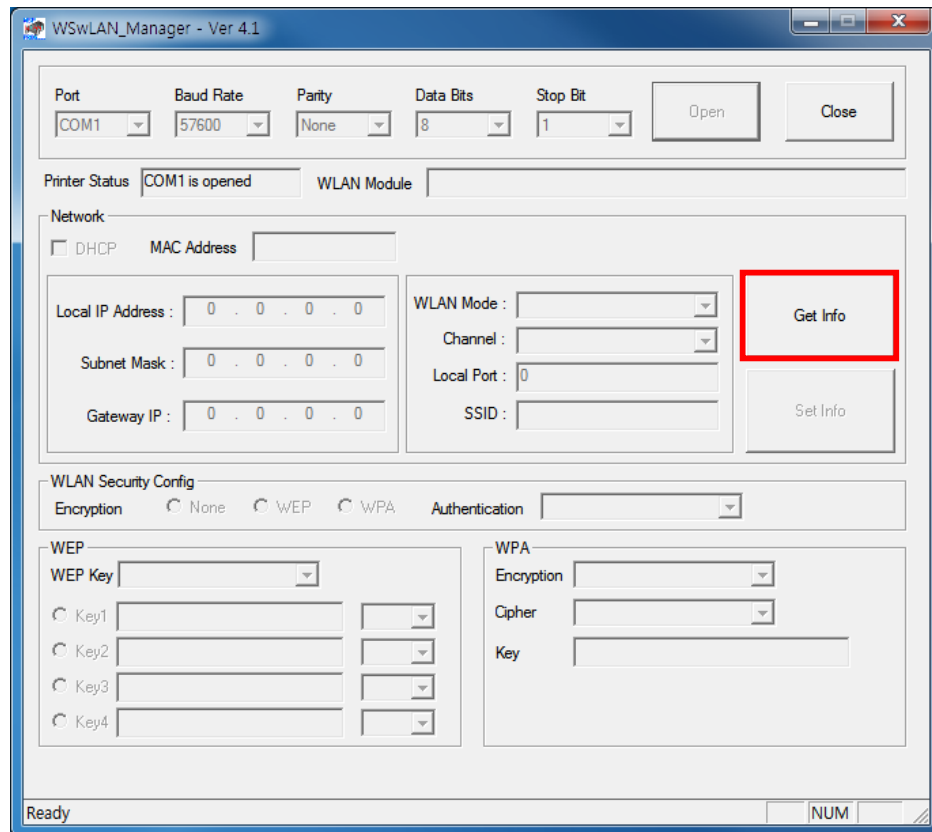 WSwLAN_Manager - Ver 4.1
Port Baud Rate Parity Data Bits Stop Bit
COM1 57600 None 8 1 Open Close
Printer Status COM1 is opened WLAN Module
Network
DHCP MAC Address
Local IP Address : 0 . 0 . 0 . 0
Subnet Mask : 0 . 0 . 0 . 0
Gateway IP : 0 . 0 . 0 . 0
WLAN Mode :
Channel :
Local Port : 0
SSID :
Get Info
Set Info
WLAN Security Config
Encryption None WEP WPA Authentication
WEP
WEP Key
Key1
Key2
Key3
Key4
WPA
Encryption
Cipher
Key
Ready NUM